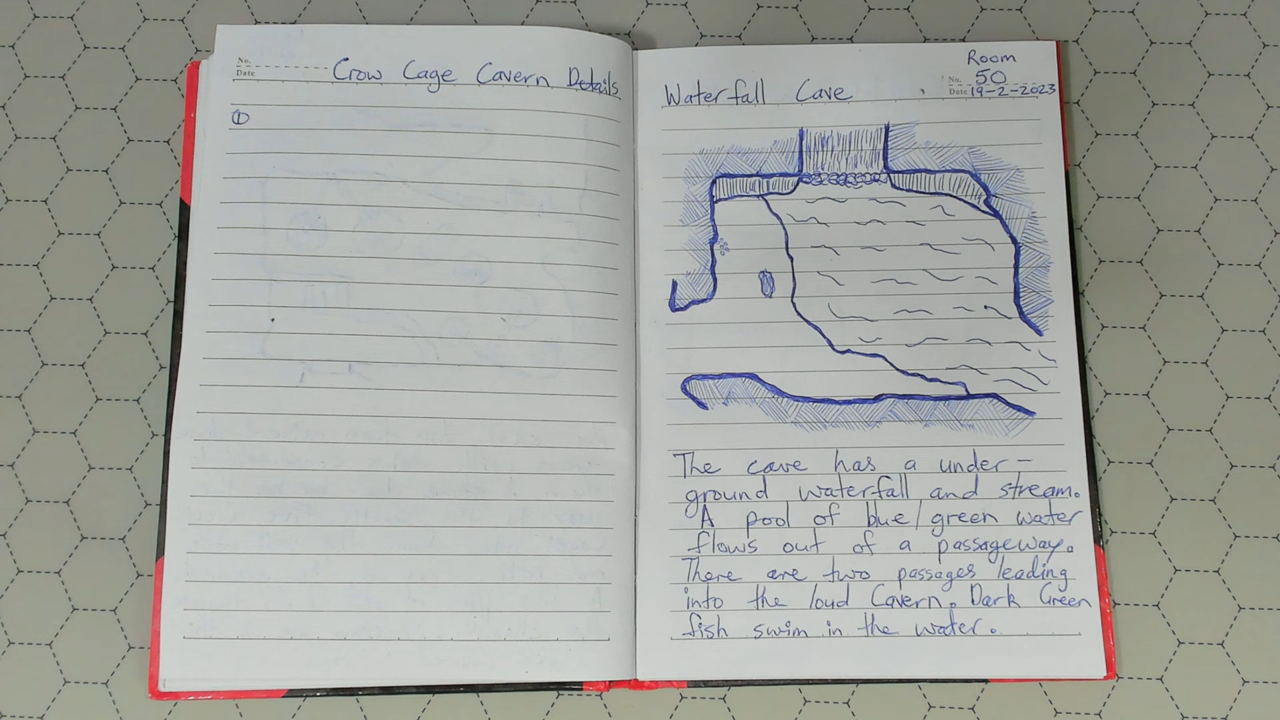 No.
Date
Crow Cage Cavern Details
①
Room
No. 50
Date 19-2-2023
Waterfall Cave
The cave has a under-
ground waterfall and stream.
A pool of blue/green water
flows out of a passageway.
There are two passages leading
into the loud Cavern. Dark Green
fish swim in the water.